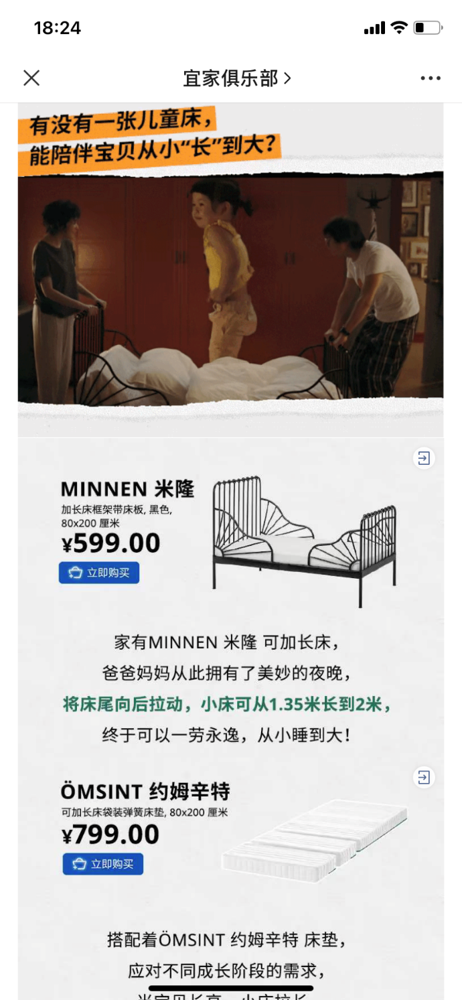 18:24
宜家俱乐部
有没有一张儿童床，
能陪伴宝贝从小“长”到大？
MINNEN 米隆
加长床框架带床板, 黑色,
80x200 厘米
¥599.00
立即购买
家有MINNEN 米隆 可加长床，
爸爸妈妈从此拥有了美妙的夜晚，
将床尾向后拉动，小床可从1.35米长到2米，
终于可以一劳永逸，从小睡到大！
ÖMSINT 约姆辛特
可加长床袋装弹簧床垫, 80x200 厘米
¥799.00
立即购买
搭配着ÖMSINT 约姆辛特 床垫，
应对不同成长阶段的需求，